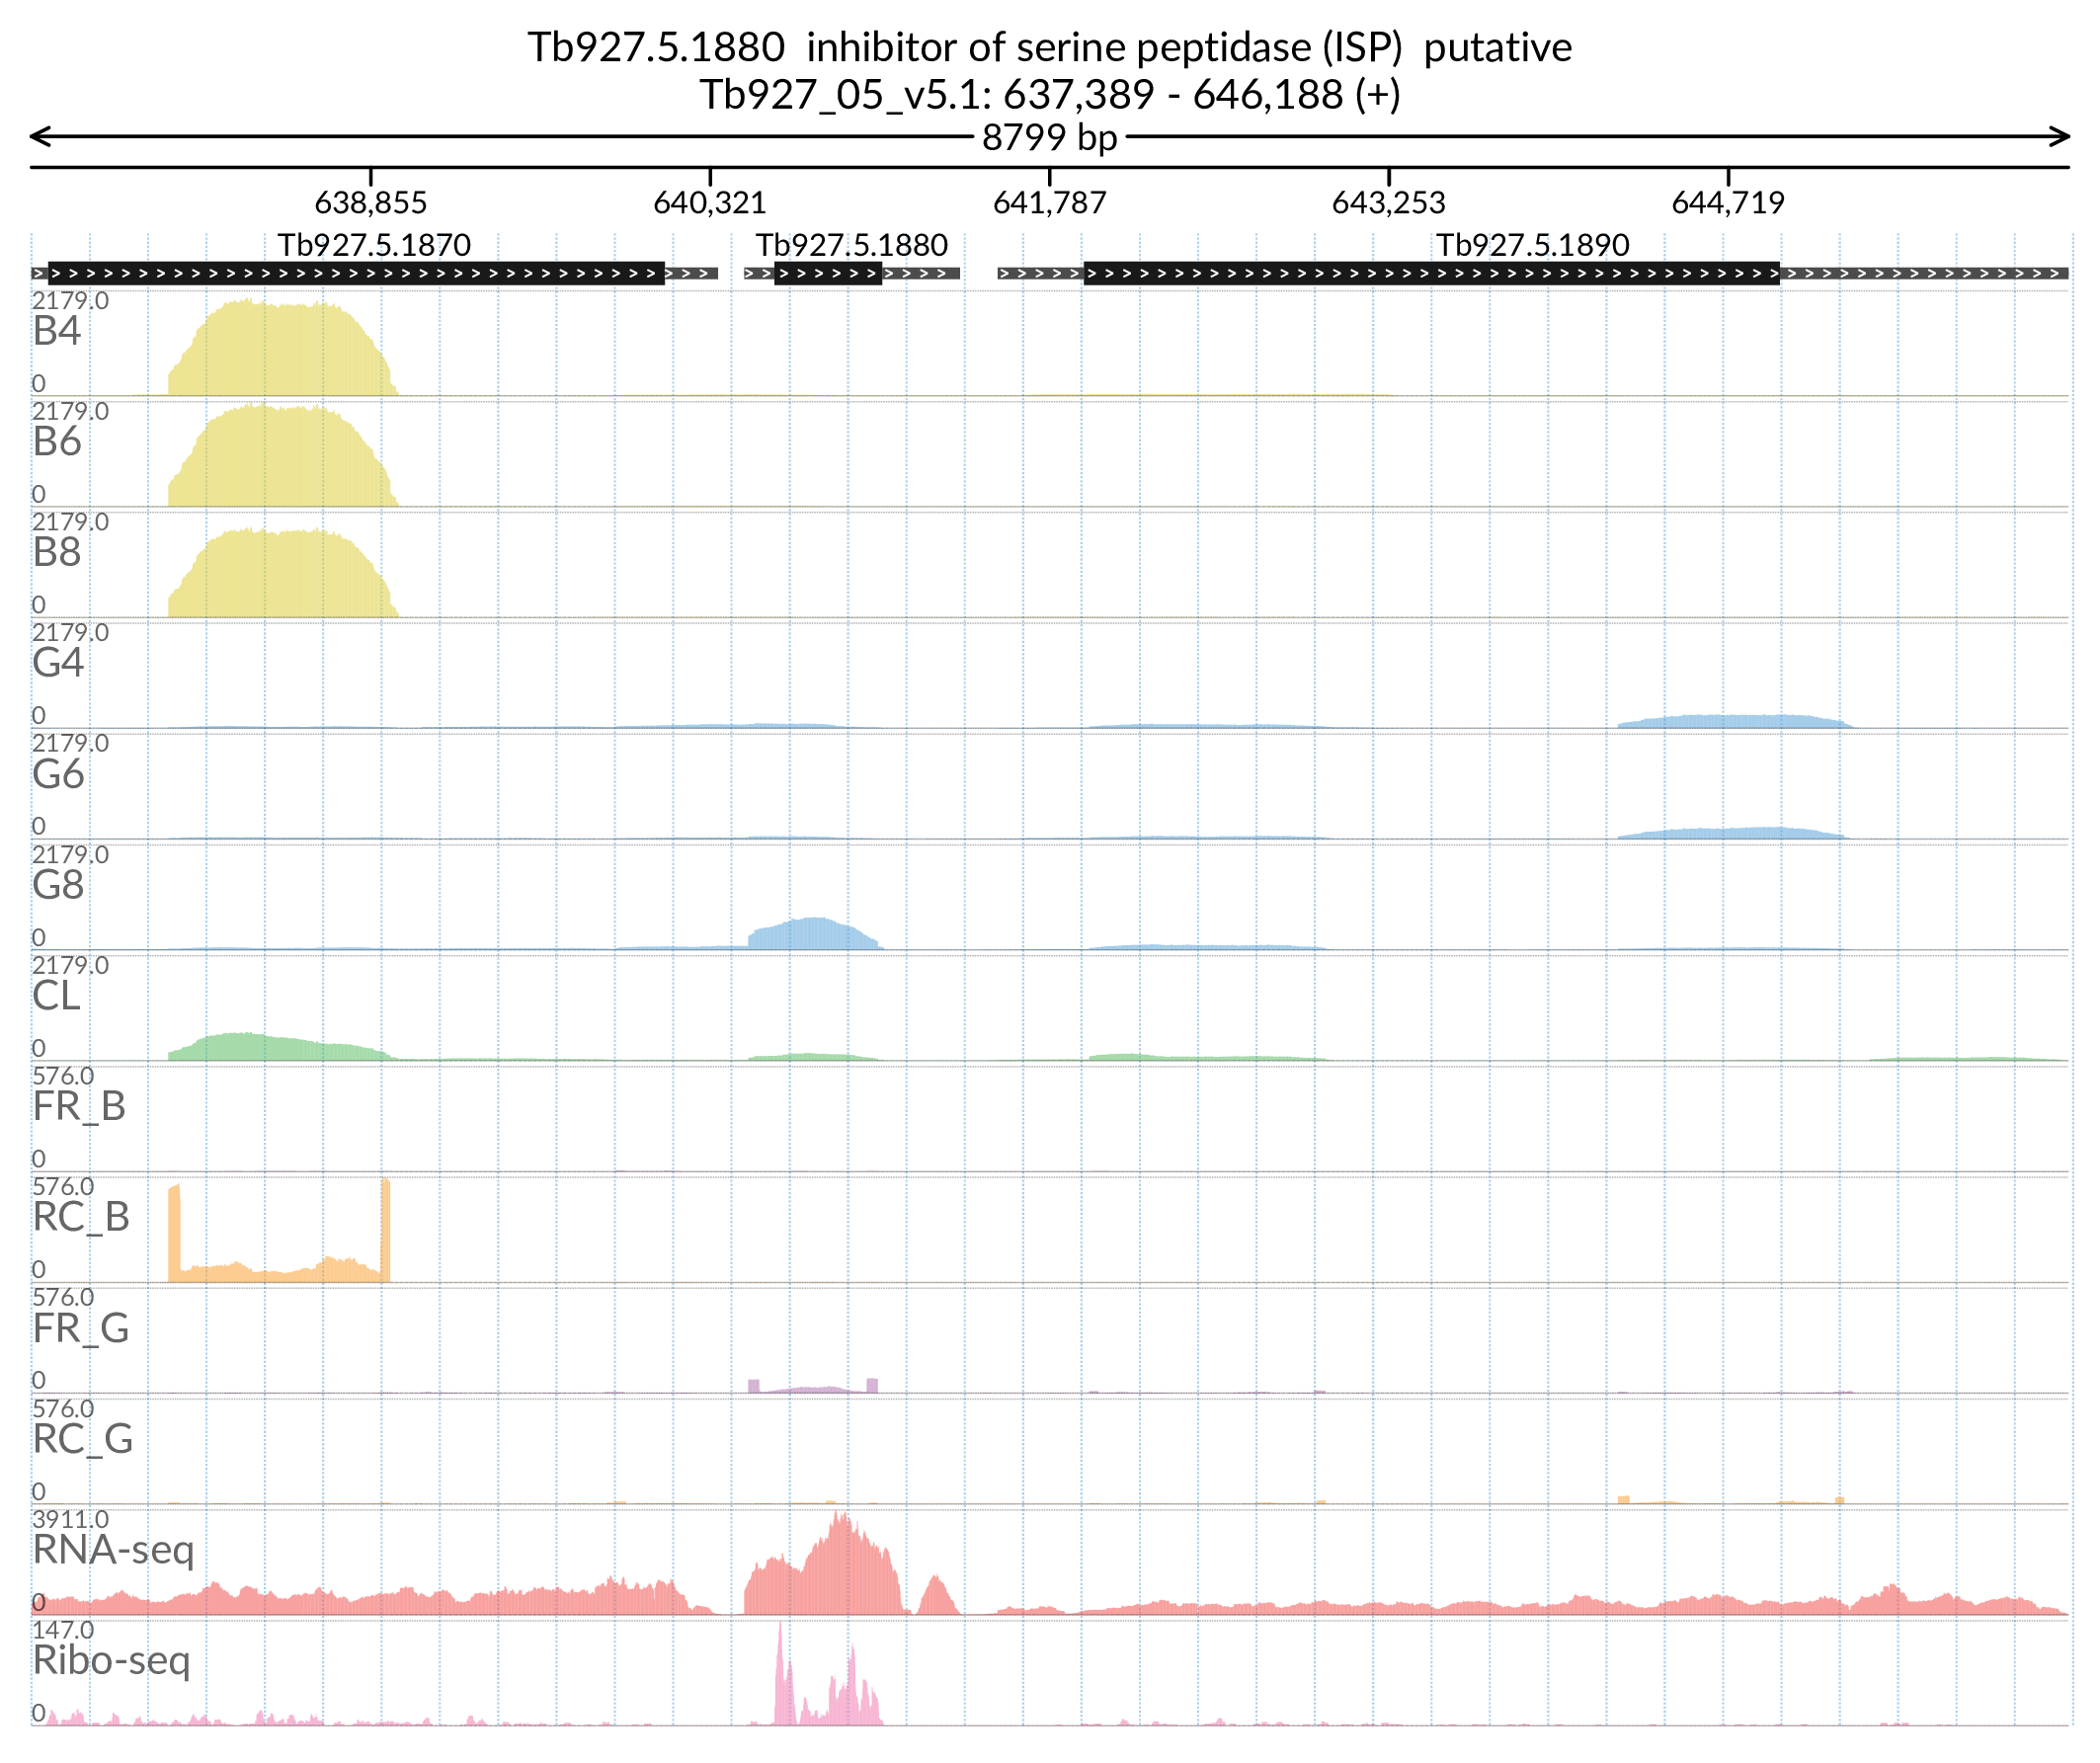 Tb927.5.1880 inhibitor of serine peptidase (ISP) putative
Tb927_05_v5.1: 637,389 - 646,188 (+)
8799 bp
638,855 640,321 641,787 643,253 644,719
Tb927.5.1870 Tb927.5.1880 Tb927.5.1890
2179.0
B4
0
2179.0
B6
0
2179.0
B8
0
2179.0
G4
0
2179.0
G6
0
2179.0
G8
0
2179.0
CL
0
576.0
FR_B
0
576.0
RC_B
0
576.0
FR_G
0
576.0
RC_G
0
3911.0
RNA-seq
0
147.0
Ribo-seq
0